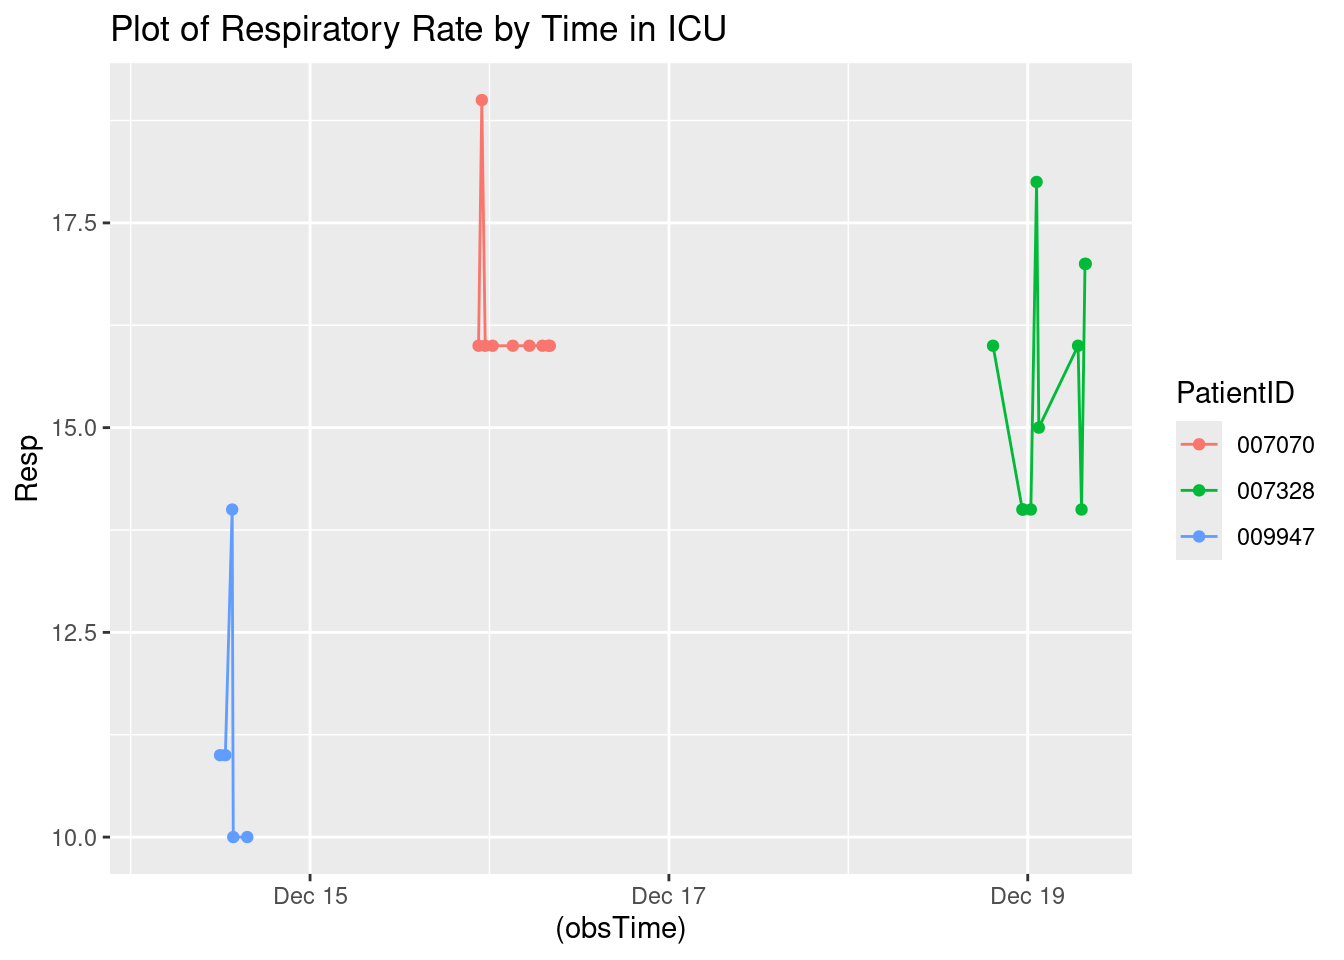 Plot of Respiratory Rate by Time in ICU
17.5
15.0
12.5
10.0
Resp
Dec 15
Dec 17
Dec 19
(obsTime)
PatientID
007070
007328
009947